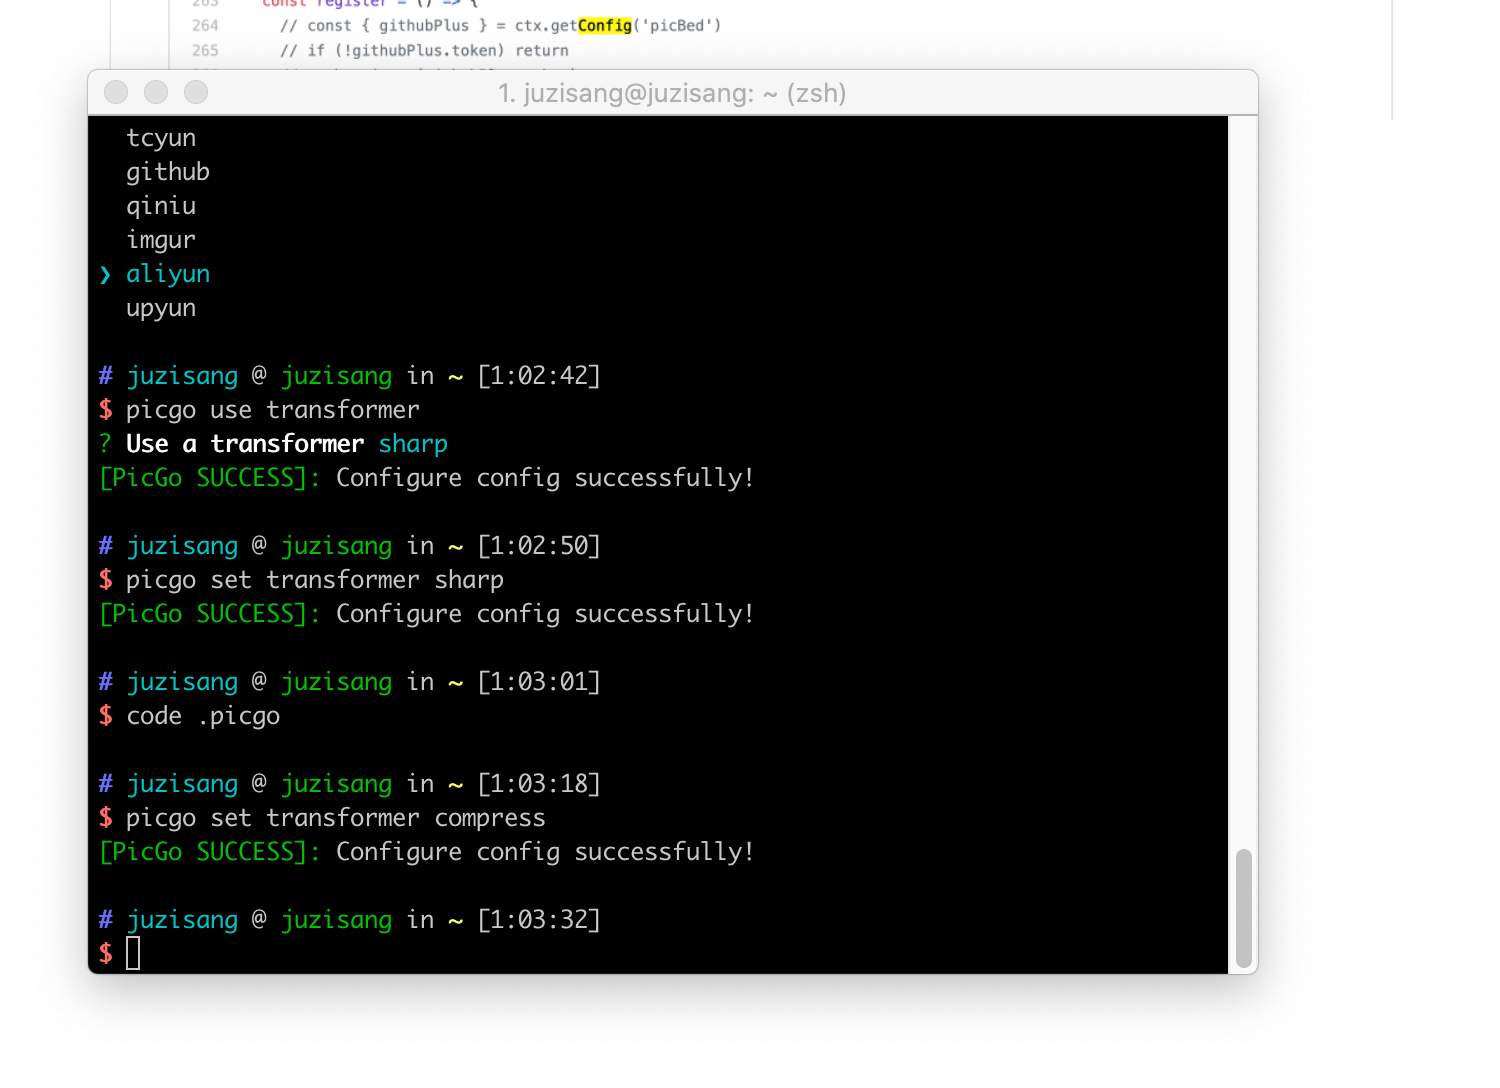 263 const register = () => {
264 // const { githubPlus } = ctx.getConfig('picBed')
265 // if (!githubPlus.token) return
1. juzisang@juzisang: ~ (zsh)
tcyun
github
qiniu
imgur
❯ aliyun
upyun
# juzisang @ juzisang in ~ [1:02:42]
$ picgo use transformer
? Use a transformer sharp
[PicGo SUCCESS]: Configure config successfully!
# juzisang @ juzisang in ~ [1:02:50]
$ picgo set transformer sharp
[PicGo SUCCESS]: Configure config successfully!
# juzisang @ juzisang in ~ [1:03:01]
$ code .picgo
# juzisang @ juzisang in ~ [1:03:18]
$ picgo set transformer compress
[PicGo SUCCESS]: Configure config successfully!
# juzisang @ juzisang in ~ [1:03:32]
$